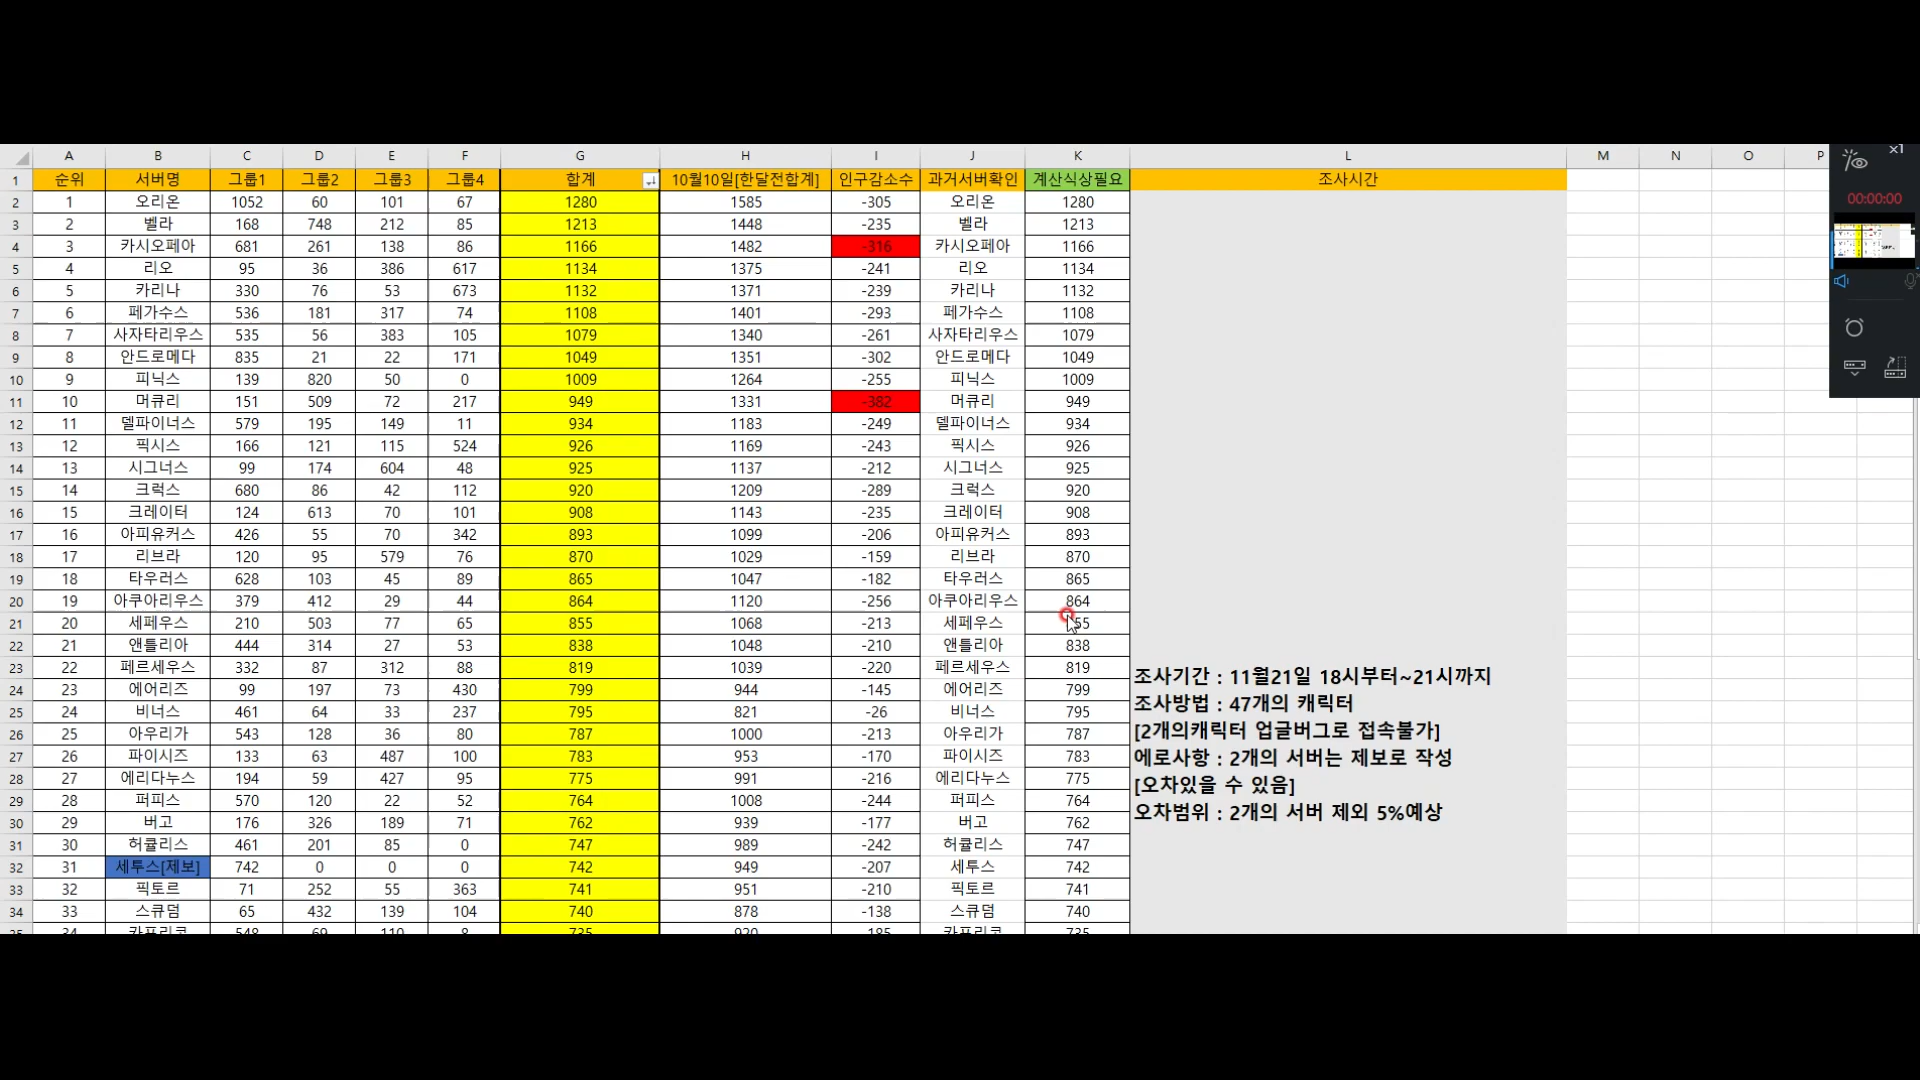 A B C D E F G H I J K L M N O P
1 순위 서버명 그룹1 그룹2 그룹3 그룹4 합계 10월10일[한달전합계] 인구감소수 과거서버확인 계산식상필요 조사시간
2 1 오리온 1052 60 101 67 1280 1585 -305 오리온 1280
3 2 벨라 168 748 212 85 1213 1448 -235 벨라 1213
4 3 카시오페아 681 261 138 86 1166 1482 -316 카시오페아 1166
5 4 리오 95 36 386 617 1134 1375 -241 리오 1134
6 5 카리나 330 76 53 673 1132 1371 -239 카리나 1132
7 6 페가수스 536 181 317 74 1108 1401 -293 페가수스 1108
8 7 사자타리우스 535 56 383 105 1079 1340 -261 사자타리우스 1079
9 8 안드로메다 835 21 22 171 1049 1351 -302 안드로메다 1049
10 9 피닉스 139 820 50 0 1009 1264 -255 피닉스 1009
11 10 머큐리 151 509 72 217 949 1331 -382 머큐리 949
12 11 델파이너스 579 195 149 11 934 1183 -249 델파이너스 934
13 12 픽시스 166 121 115 524 926 1169 -243 픽시스 926
14 13 시그너스 99 174 604 48 925 1137 -212 시그너스 925
15 14 크럭스 680 86 42 112 920 1209 -289 크럭스 920
16 15 크레이터 124 613 70 101 908 1143 -235 크레이터 908
17 16 아피유커스 426 55 70 342 893 1099 -206 아피유커스 893
18 17 리브라 120 95 579 76 870 1029 -159 리브라 870
19 18 타우러스 628 103 45 89 865 1047 -182 타우러스 865
20 19 아쿠아리우스 379 412 29 44 864 1120 -256 아쿠아리우스 864
21 20 세페우스 210 503 77 65 855 1068 -213 세페우스
22 21 앤틀리아 444 314 27 53 838 1048 -210 앤틀리아 838
23 22 페르세우스 332 87 312 88 819 1039 -220 페르세우스 819
24 23 에어리즈 99 197 73 430 799 944 -145 에어리즈 799
25 24 비너스 461 64 33 237 795 821 -26 비너스 795
26 25 아우리가 543 128 36 80 787 1000 -213 아우리가 787
27 26 파이시즈 133 63 487 100 783 953 -170 파이시즈 783
28 27 에리다누스 194 59 427 95 775 991 -216 에리다누스 775
29 28 퍼피스 570 120 22 52 764 1008 -244 퍼피스 764
30 29 버고 176 326 189 71 762 939 -177 버고 762
31 30 허큘리스 461 201 85 0 747 989 -242 허큘리스 747
32 31 세투스[제보] 742 0 0 0 742 949 -207 세투스 742
33 32 픽토르 71 252 55 363 741 951 -210 픽토르 741
34 33 스큐덤 65 432 139 104 740 878 -138 스큐덤 740
조사기간 : 11월21일 18시부터~21시까지
조사방법 : 47개의 캐릭터
[2개의캐릭터 업글버그로 접속불가]
에로사항 : 2개의 서버는 제보로 작성
[오차있을 수 있음]
오차범위 : 2개의 서버 제외 5%예상
x1
00:00:00